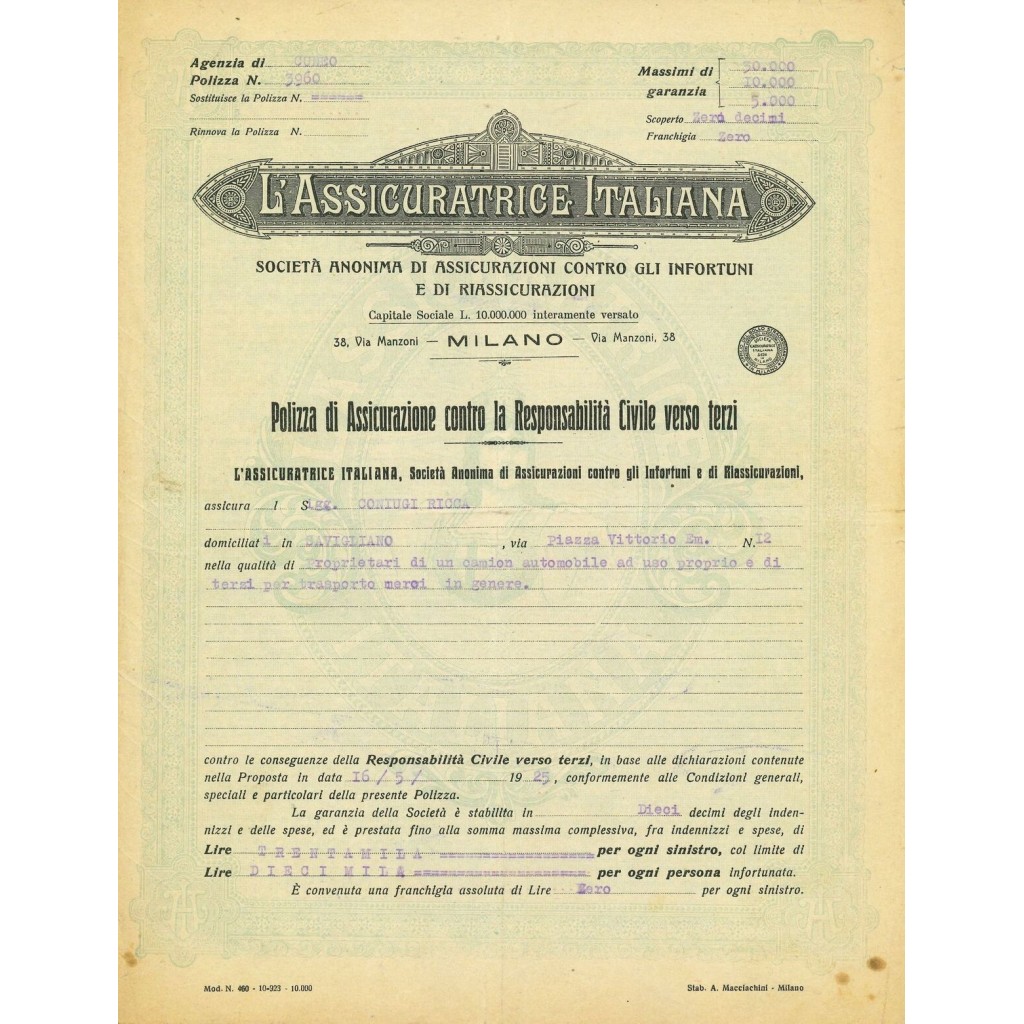 Agenzia di CUNEO
Polizza N. 3960
Sostituisce la Polizza N. =======
Rinnova la Polizza N.
Massimi di garanzia
30.000
10.000
5.000
Scoperto Zero decimi
Franchigia Zero
L'ASSICURATRICE ITALIANA
SOCIETÀ ANONIMA DI ASSICURAZIONI CONTRO GLI INFORTUNI
E DI RIASSICURAZIONI
Capitale Sociale L. 10.000.000 interamente versato
38, Via Manzoni — MILANO — Via Manzoni, 38
Polizza di Assicurazione contro la Responsabilità Civile verso terzi
L'ASSICURATRICE ITALIANA, Società Anonima di Assicurazioni contro gli Infortuni e di Riassicurazioni,
assicura i Sigg. CONIUGI RICCA
domiciliati in SAVIGLIANO, via Piazza Vittorio Em. N. 12
nella qualità di Proprietari di un camion automobile ad uso proprio e di
terzi per trasporto merci in genere.
contro le conseguenze della Responsabilità Civile verso terzi, in base alle dichiarazioni contenute
nella Proposta in data 16/5/ 1925, conformemente alle Condizioni generali,
speciali e particolari della presente Polizza.
La garanzia della Società è stabilita in Dieci decimi degli inden-
nizzi e delle spese, ed è prestata fino alla somma massima complessiva, fra indennizzi e spese, di
Lire TRENTAMILA ================ per ogni sinistro, col limite di
Lire DIECI MILA ================ per ogni persona infortunata.
È convenuta una franchigia assoluta di Lire Zero per ogni sinistro.
Mod. N. 460 - 10-923 - 10.000
Stab. A. Macciachini - Milano